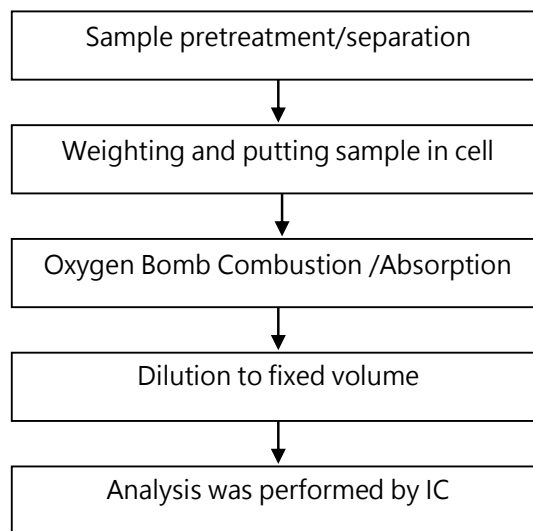 Sample pretreatment/separation
Weighting and putting sample in cell
Oxygen Bomb Combustion /Absorption
Dilution to fixed volume
Analysis was performed by IC